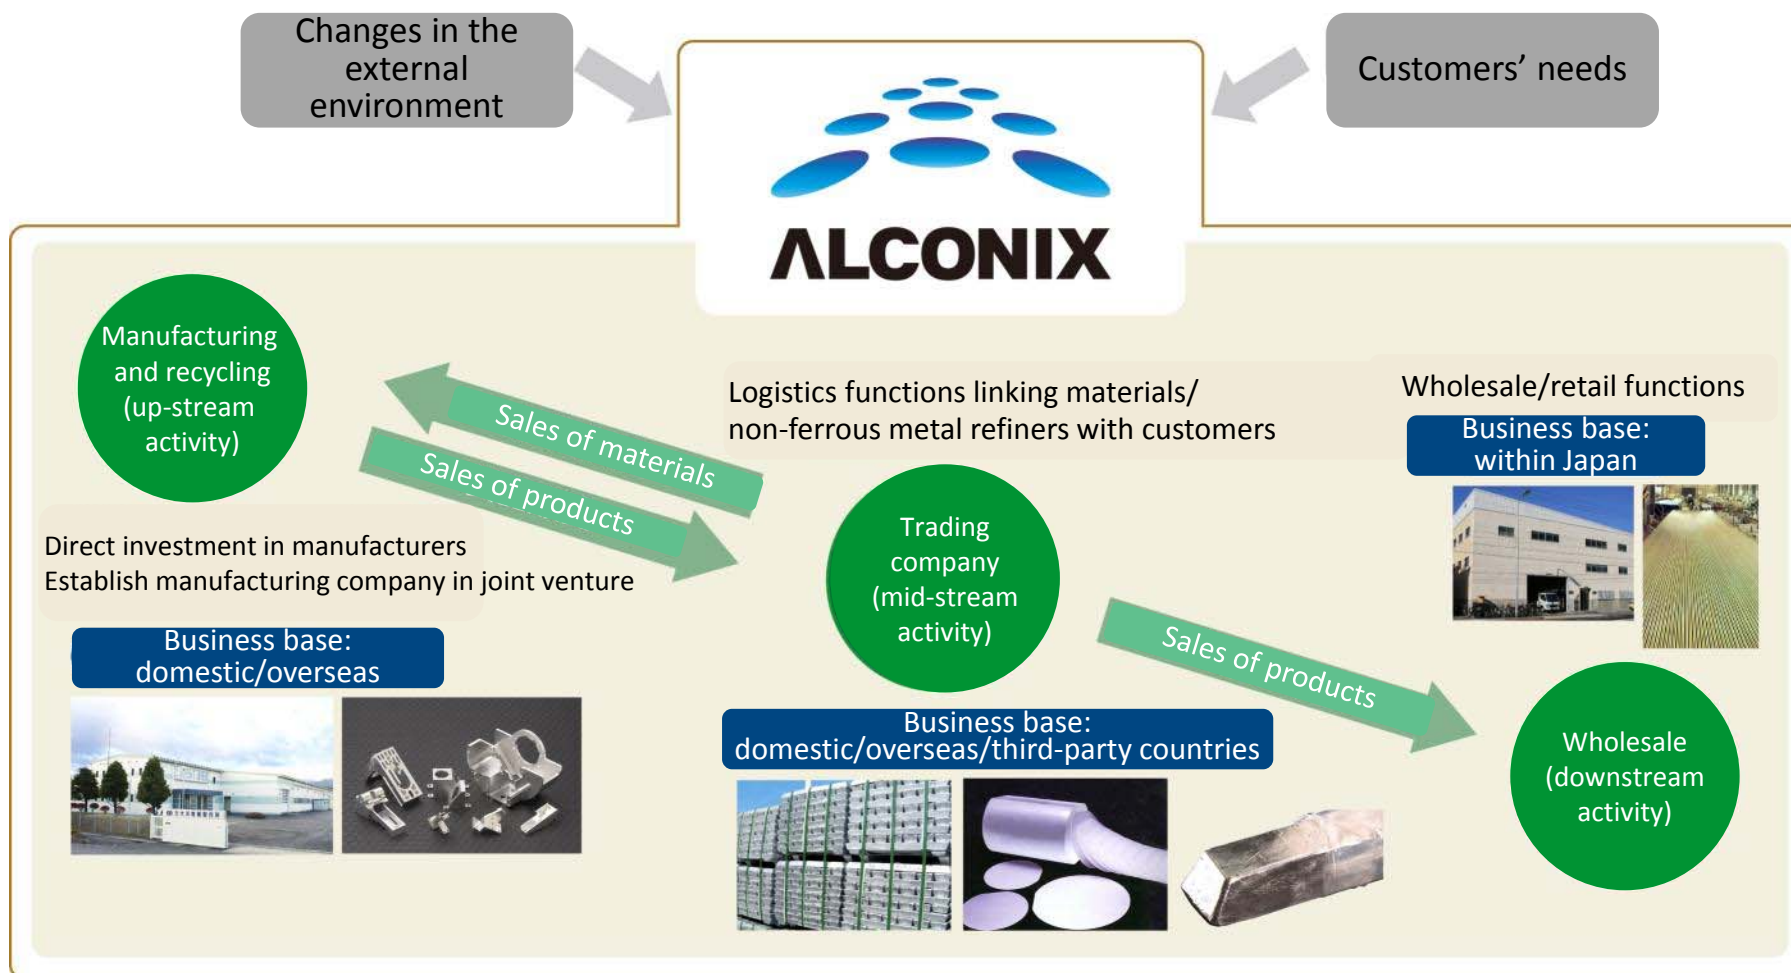 Changes in the
external
environment
Customers’ needs
ALCONIX
Manufacturing
and recycling
(up-stream
activity)
Sales of materials
Sales of products
Direct investment in manufacturers
Establish manufacturing company in joint venture
Business base:
domestic/overseas
Logistics functions linking materials/
non-ferrous metal refiners with customers
Trading
company
(mid-stream
activity)
Business base:
domestic/overseas/third-party countries
Sales of products
Wholesale/retail functions
Business base:
within Japan
Wholesale
(downstream
activity)